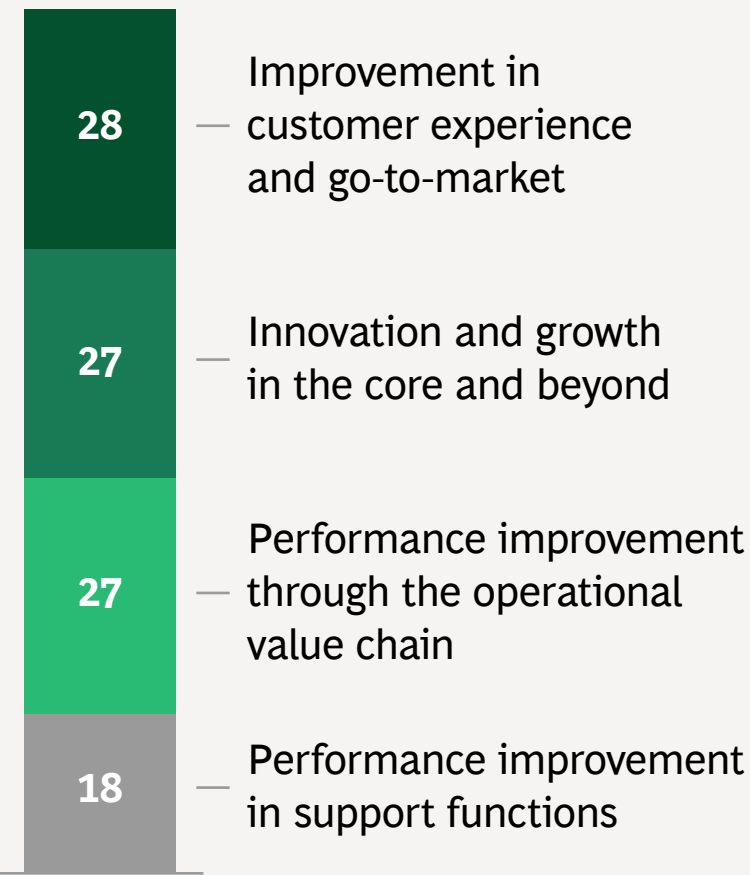 28
Improvement in
customer experience
and go-to-market
27
Innovation and growth
in the core and beyond
27
Performance improvement
through the operational
value chain
18
Performance improvement
in support functions